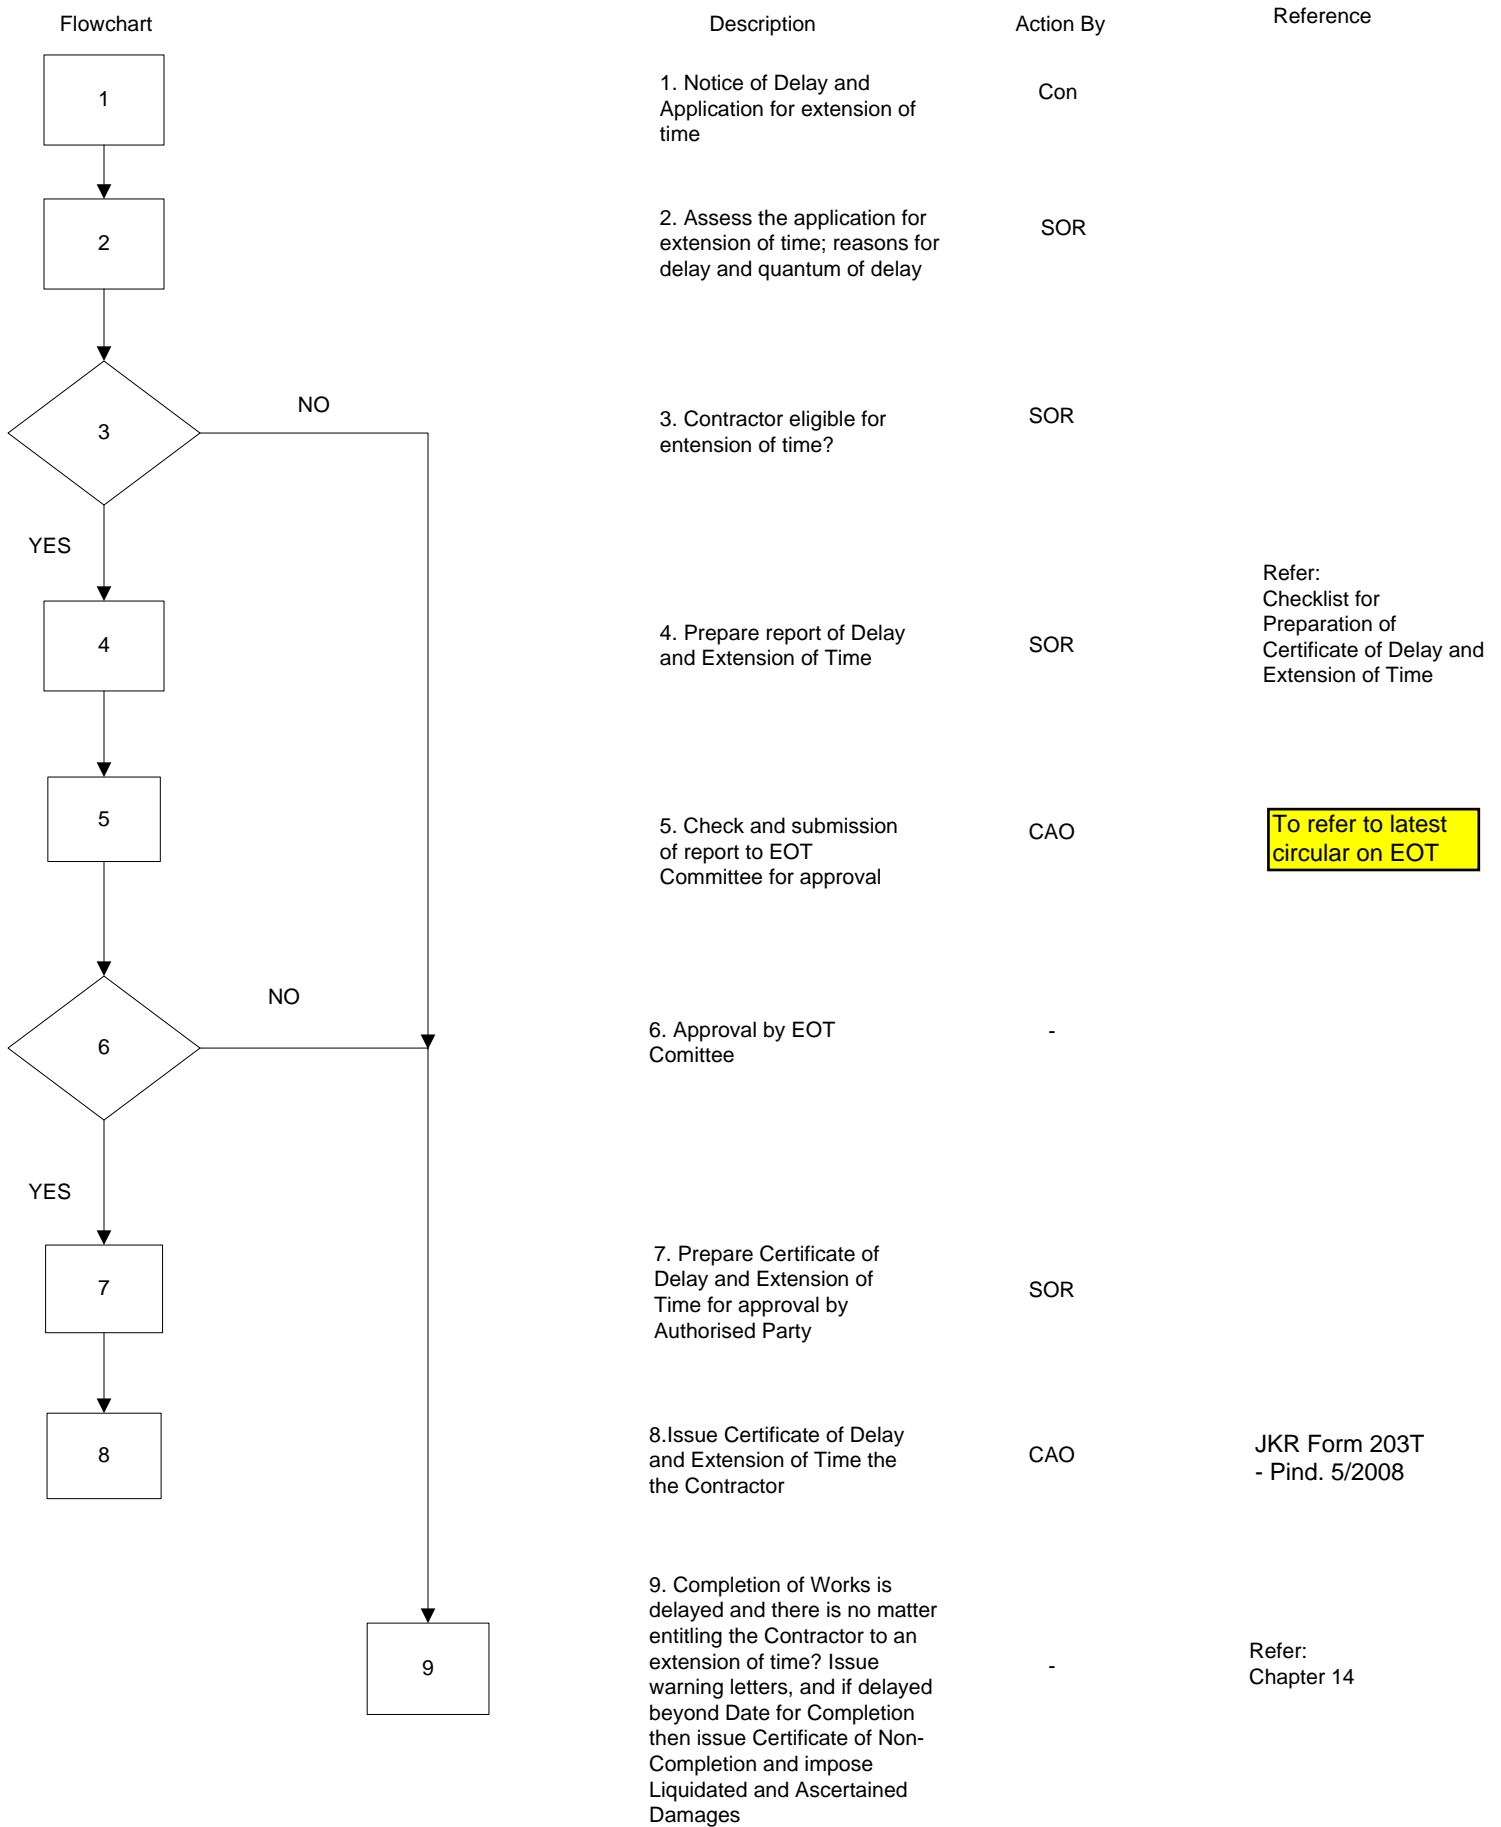 Flowchart
Description
Action By
Reference
1
1. Notice of Delay and
Application for extension of
time
Con
2
2. Assess the application for
extension of time; reasons for
delay and quantum of delay
SOR
3
NO
3. Contractor eligible for
entension of time?
SOR
YES
4
4. Prepare report of Delay
and Extension of Time
SOR
Refer:
Checklist for
Preparation of
Certificate of Delay and
Extension of Time
5
5. Check and submission
of report to EOT
Committee for approval
CAO
To refer to latest
circular on EOT
6
NO
6. Approval by EOT
Comittee
-
YES
7
7. Prepare Certificate of
Delay and Extension of
Time for approval by
Authorised Party
SOR
8
8.Issue Certificate of Delay
and Extension of Time the
the Contractor
CAO
JKR Form 203T
- Pind. 5/2008
9
9. Completion of Works is
delayed and there is no matter
entitling the Contractor to an
extension of time? Issue
warning letters, and if delayed
beyond Date for Completion
then issue Certificate of Non-
Completion and impose
Liquidated and Ascertained
Damages
-
Refer:
Chapter 14